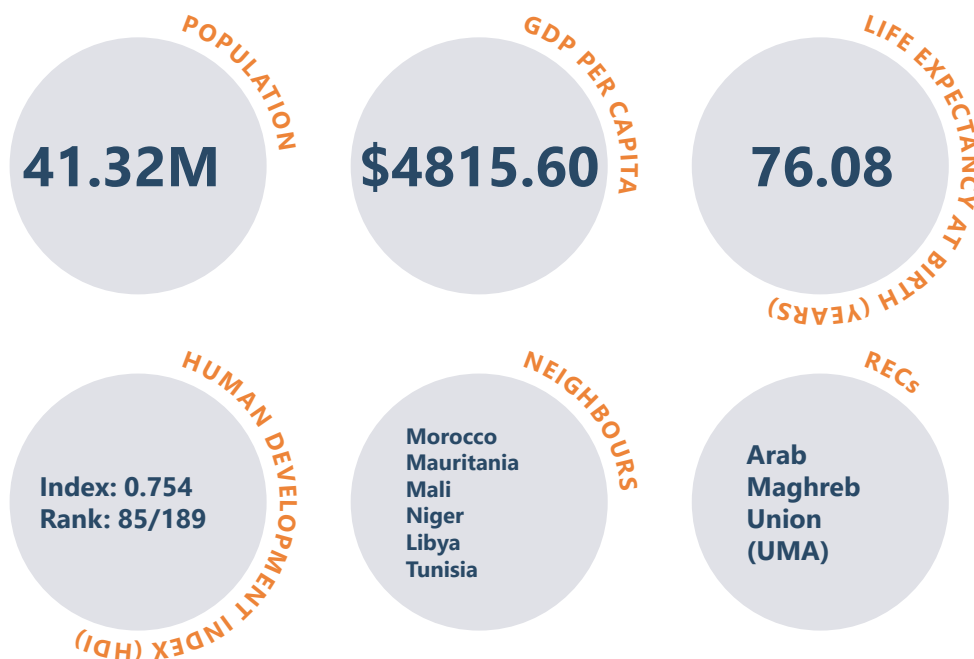 POPULATION
41.32M
GDP PER CAPITA
$4815.60
LIFE EXPECTANCY AT BIRTH (YEARS)
76.08
HUMAN DEVELOPMENT INDEX (HDI)
Index: 0.754
Rank: 85/189
NEIGHBOURS
Morocco
Mauritania
Mali
Niger
Libya
Tunisia
RECs
Arab
Maghreb
Union
(UMA)